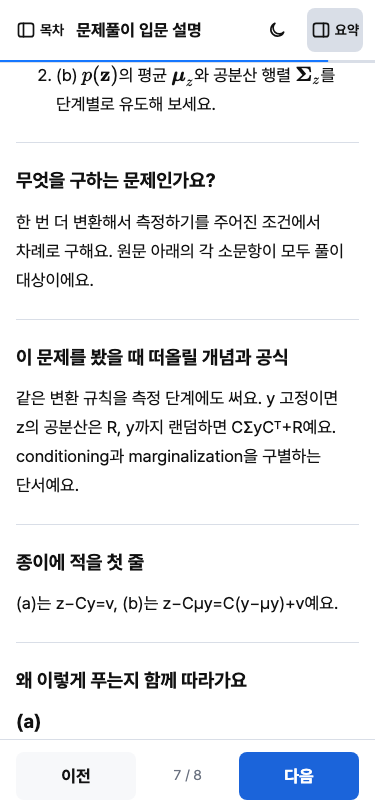 목차 문제풀이 입문 설명 요약
2. (b) p(z)의 평균 μz와 공분산 행렬 Σz를
단계별로 유도해 보세요.
무엇을 구하는 문제인가요?
한 번 더 변환해서 측정하기를 주어진 조건에서
차례로 구해요. 원문 아래의 각 소문항이 모두 풀이
대상이에요.
이 문제를 봤을 때 떠올릴 개념과 공식
같은 변환 규칙을 측정 단계에도 써요. y 고정이면
z의 공분산은 R, y까지 랜덤하면 CΣyCᵀ+R예요.
conditioning과 marginalization을 구별하는
단서예요.
종이에 적을 첫 줄
(a)는 z−Cy=v, (b)는 z−Cμy=C(y−μy)+v예요.
왜 이렇게 푸는지 함께 따라가요
(a)
이전 7 / 8 다음